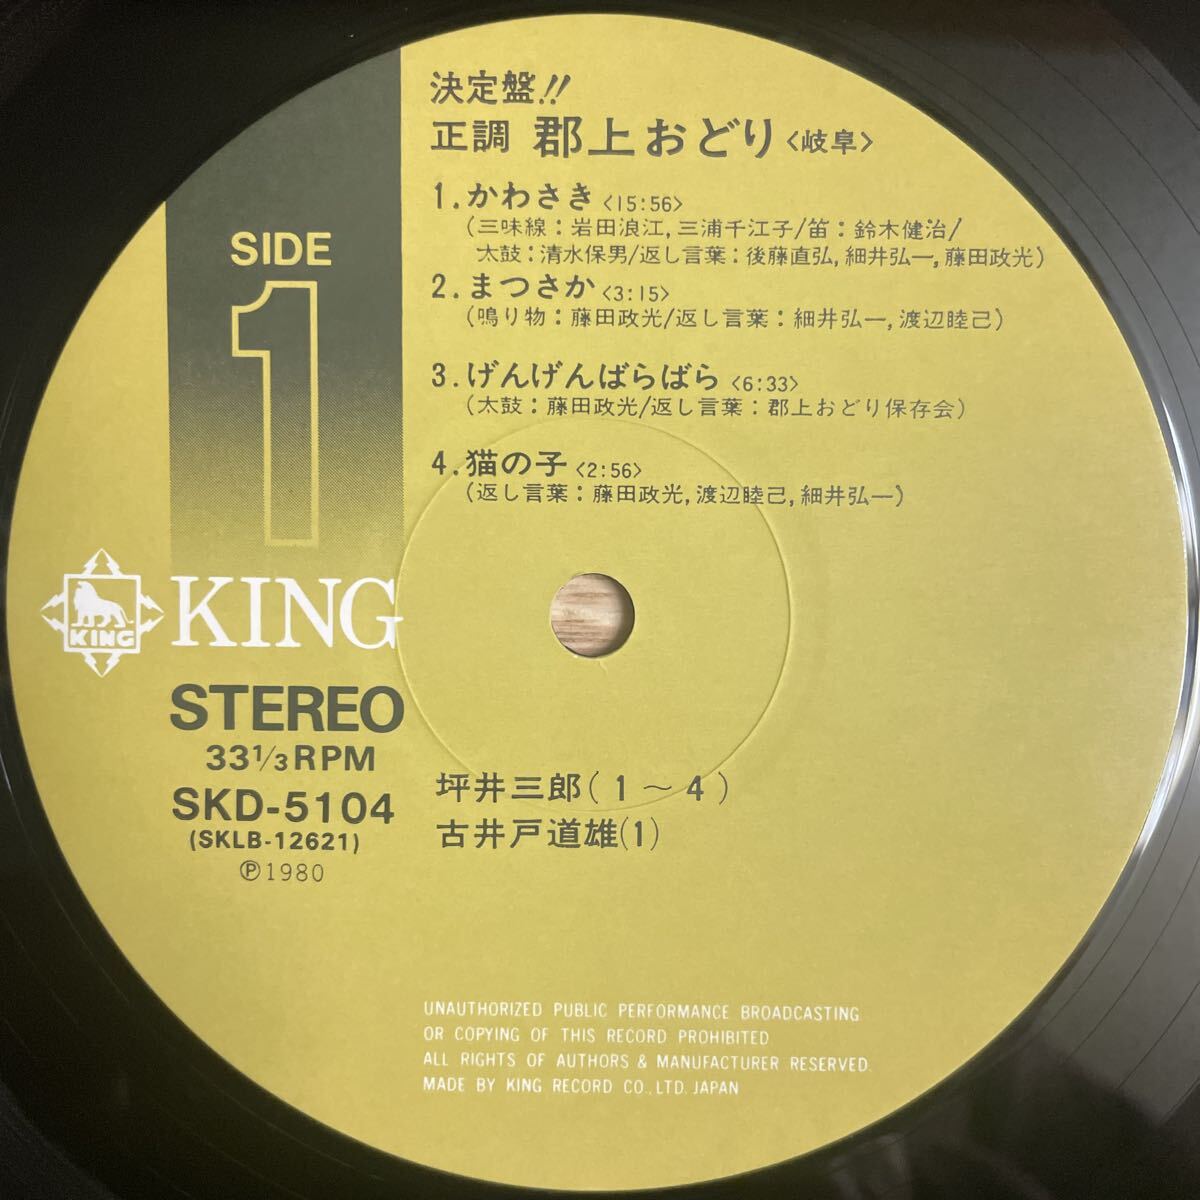 決定盤!!
正調 郡上おどり<岐阜>
1.かわさき<15:56>
(三味線:岩田浪江,三浦千江子/笛:鈴木健治/
太鼓:清水保男/返し言葉:後藤直弘,細井弘一,藤田政光)
2.まつさか<3:15>
(鳴り物:藤田政光/返し言葉:細井弘一,渡辺睦己)
3.げんげんばらばら<6:33>
(太鼓:藤田政光/返し言葉:郡上おどり保存会)
4.猫の子<2:56>
(返し言葉:藤田政光,渡辺睦己,細井弘一)
SIDE
1
KING
KING
STEREO
33 1/3 RPM
SKD-5104
(SKLB-12621)
℗1980
坪井三郎(1~4)
古井戸道雄(1)
UNAUTHORIZED PUBLIC PERFORMANCE BROADCASTING
OR COPYING OF THIS RECORD PROHIBITED
ALL RIGHTS OF AUTHORS & MANUFACTURER RESERVED.
MADE BY KING RECORD CO., LTD. JAPAN